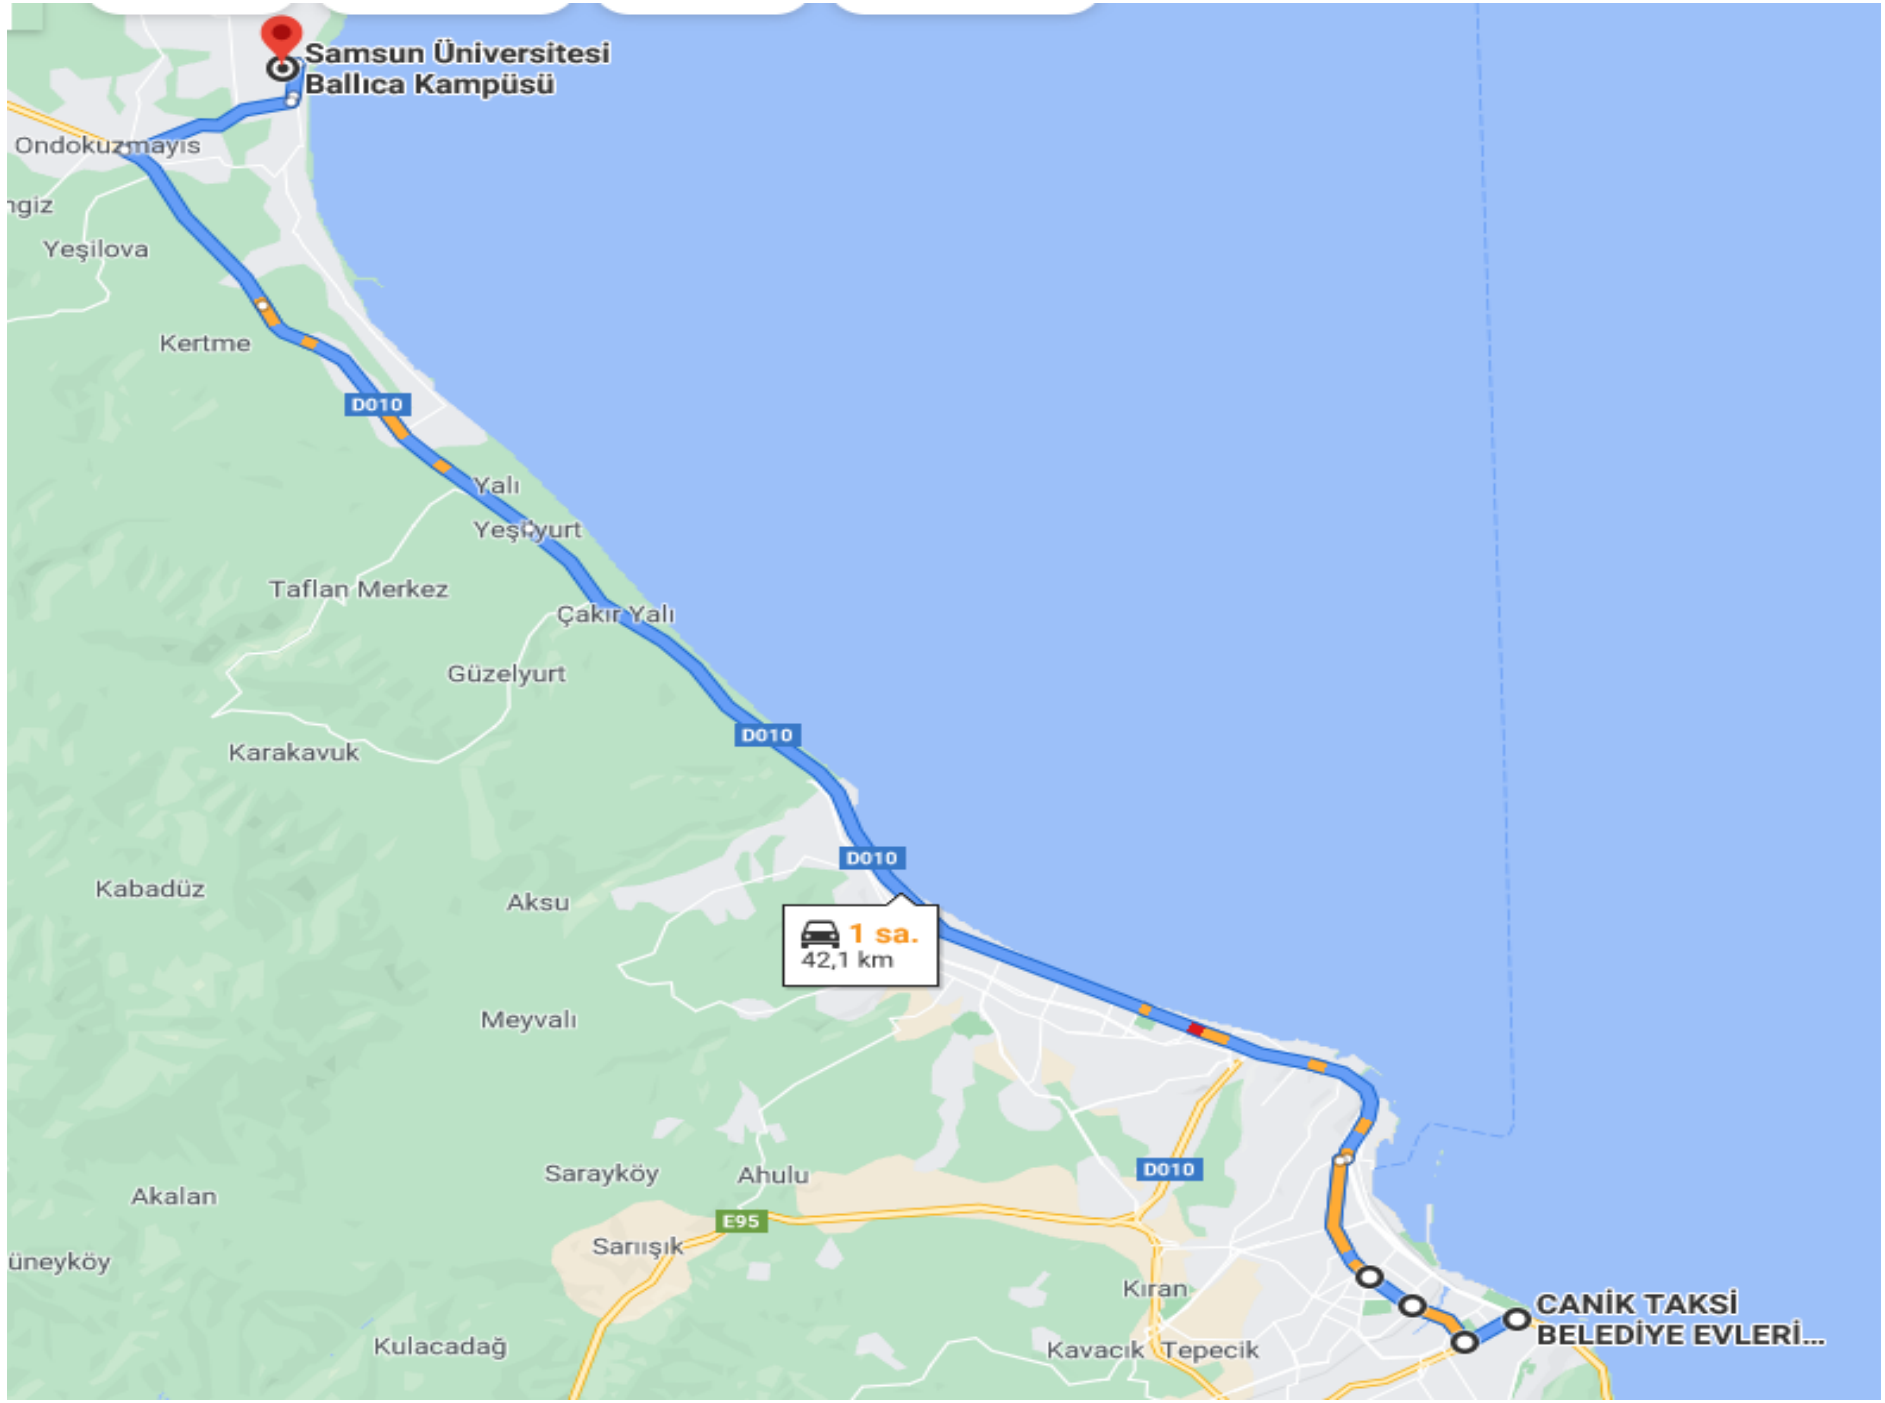 Samsun Üniversitesi
Ballıca Kampüsü
Ondokuzmayıs
ngiz
Yeşilova
Kertme
D010
Yalı
Yeşilyurt
Taflan Merkez
Çakır Yalı
Güzelyurt
D010
Karakavuk
D010
Kabadüz
Aksu
1 sa.
42,1 km
Meyvalı
D010
Sarayköy
Ahulu
Akalan
E95
Sarıışık
üneyköy
Kıran
CANİK TAKSİ
BELEDİYE EVLERİ...
Kulacadağ
Kavacık
Tepecik